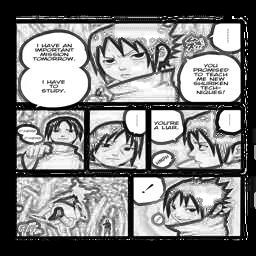 I HAVE AN
IMPORTANT
MISSION
TOMORROW.
I HAVE
TO
STUDY.
YOU
PROMISED
TO TEACH
ME NEW
SHURIKEN
TECH-
NIQUES!
YOU'RE
A LIAR.